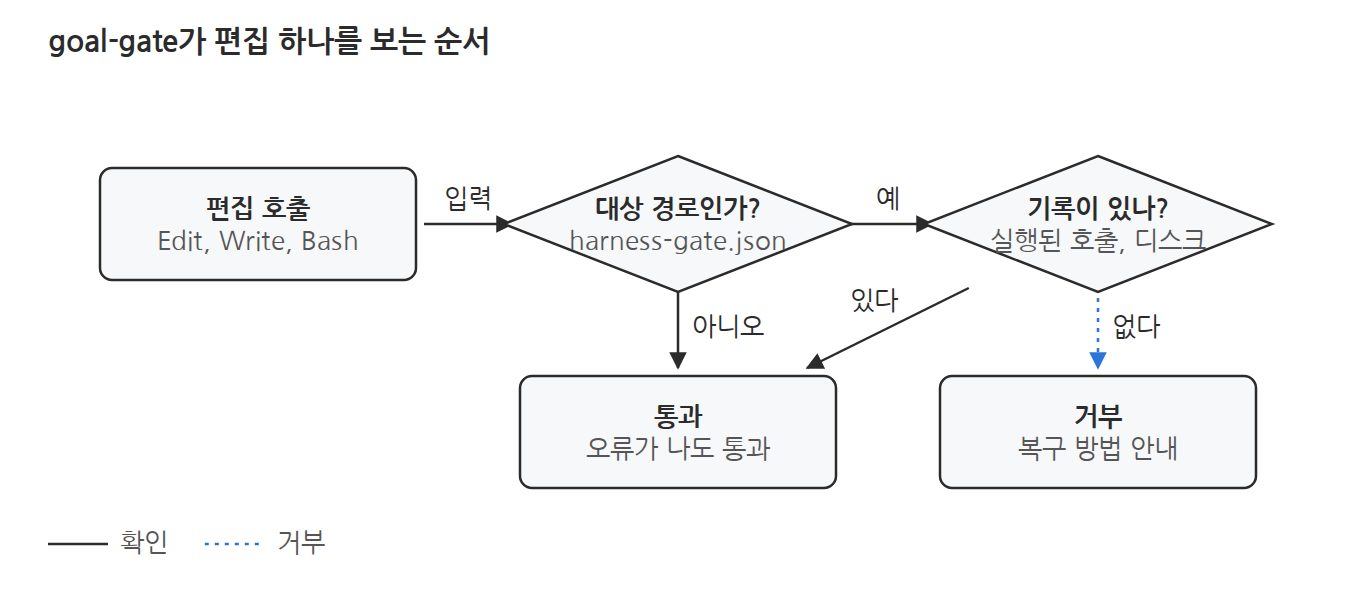 goal-gate가 편집 하나를 보는 순서
편집 호출
Edit, Write, Bash
입력
대상 경로인가?
harness-gate.json
예
기록이 있나?
실행된 호출, 디스크
아니오
있다
없다
통과
오류가 나도 통과
거부
복구 방법 안내
확인
거부